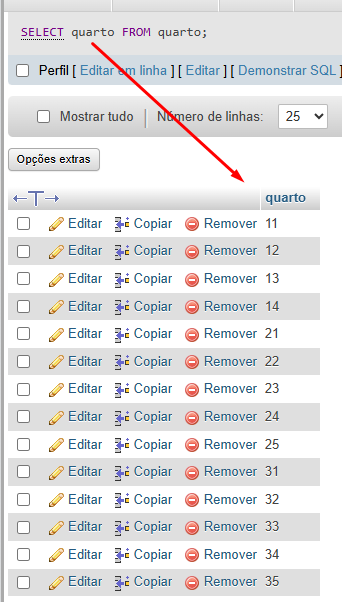 SELECT quarto FROM quarto;
Perfil [ Editar em linha ] [ Editar ] [ Demonstrar SQL ]
Mostrar tudo | Número de linhas: 25
Opções extras
←T→ quarto
Editar Copiar Remover 11
Editar Copiar Remover 12
Editar Copiar Remover 13
Editar Copiar Remover 14
Editar Copiar Remover 21
Editar Copiar Remover 22
Editar Copiar Remover 23
Editar Copiar Remover 24
Editar Copiar Remover 25
Editar Copiar Remover 31
Editar Copiar Remover 32
Editar Copiar Remover 33
Editar Copiar Remover 34
Editar Copiar Remover 35